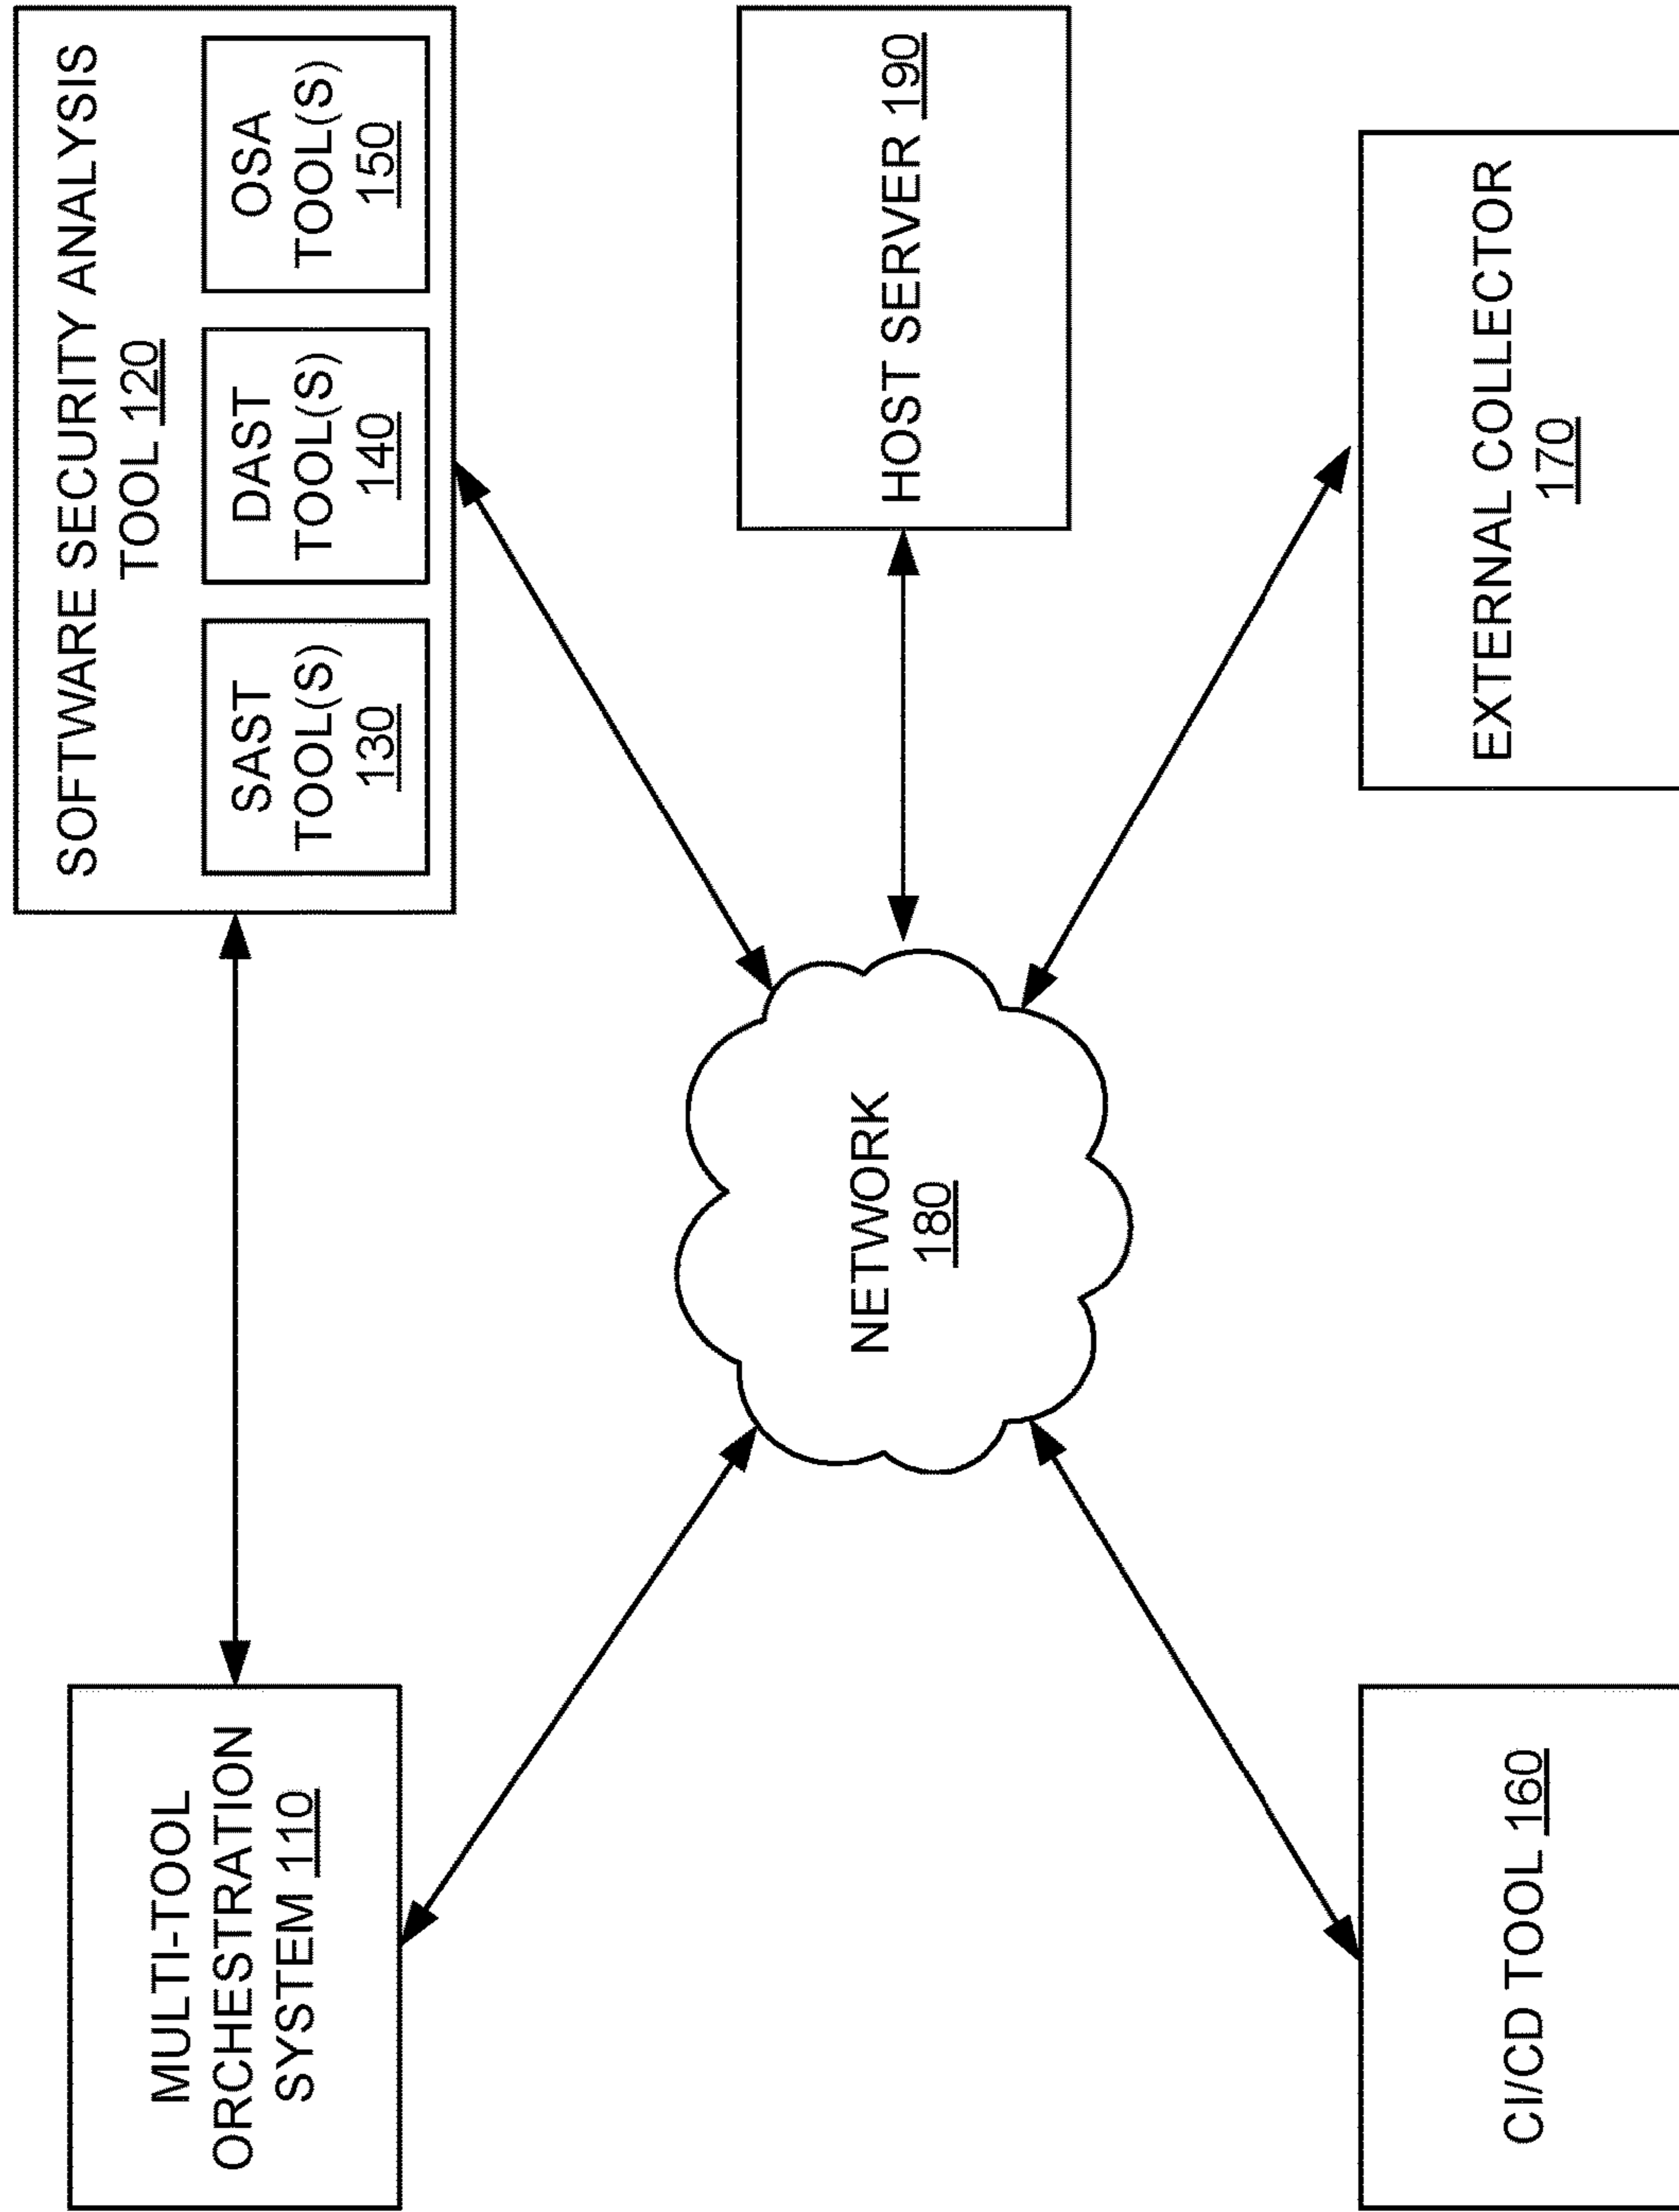 MULTI-TOOL
ORCHESTRATION
SYSTEM 110
SOFTWARE SECURITY ANALYSIS
TOOL 120
SAST
TOOL(S)
130
DAST
TOOL(S)
140
OSA
TOOL(S)
150
NETWORK
180
HOST SERVER 190
CI/CD TOOL 160
EXTERNAL COLLECTOR
170